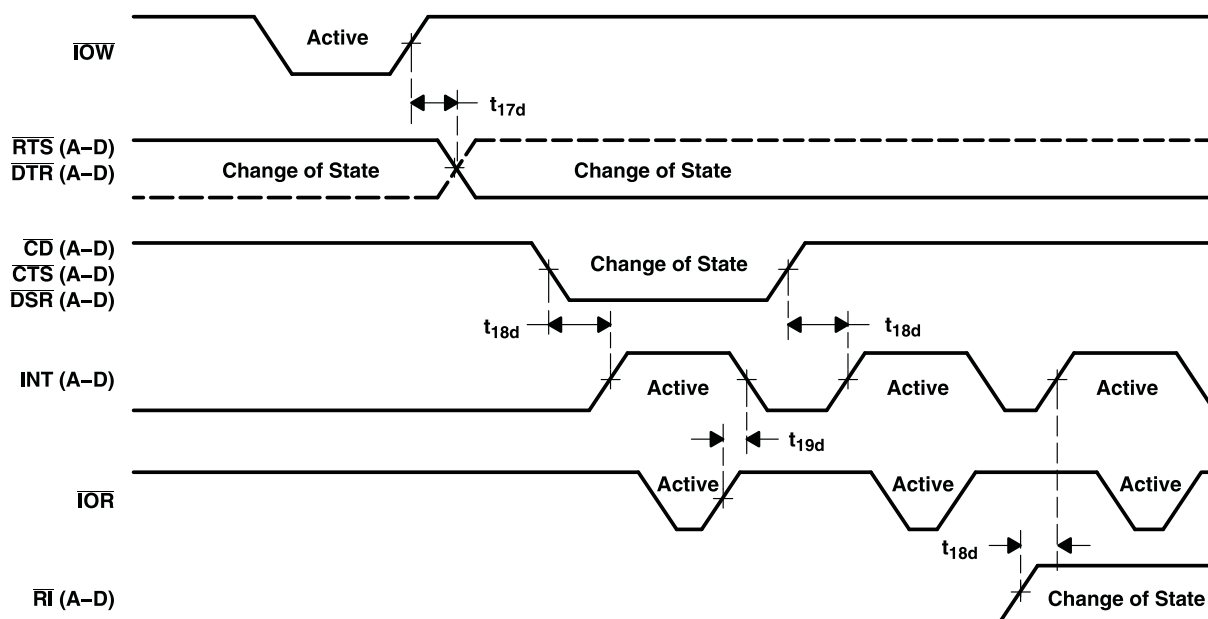 Active
IOW
t17d
RTS (A–D)
DTR (A–D)
Change of State
Change of State
CD (A–D)
CTS (A–D)
DSR (A–D)
Change of State
t18d
t18d
INT (A–D)
Active
Active
Active
t19d
IOR
Active
Active
Active
t18d
RI (A–D)
Change of State